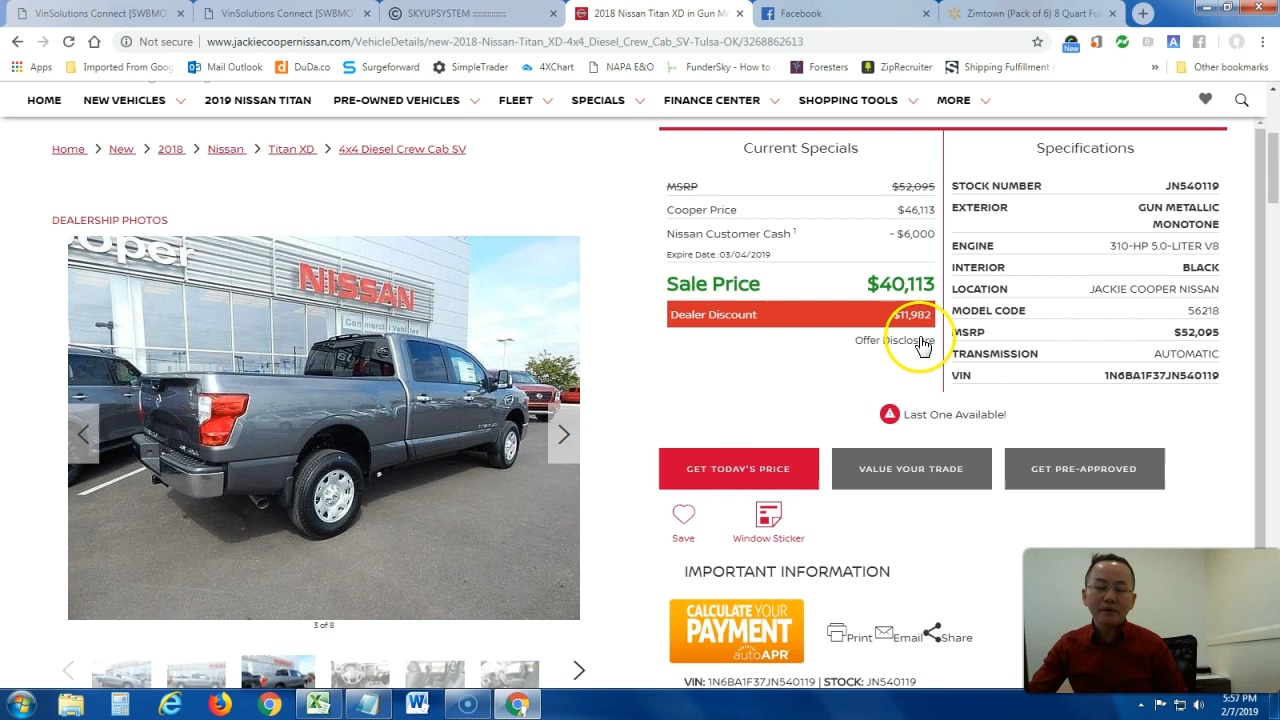 VinSolutions Connect [SWBMO
VinSolutions Connect [SWBMO
SKYUPSYSTEM ::::::::::::::
2018 Nissan Titan XD in Gun Me
Facebook
Zimtown (Pack of 6) 8 Quart Ful
Not secure
www.jackiecoopernissan.com/VehicleDetails/new-2018-Nissan-Titan_XD-4x4_Diesel_Crew_Cab_SV-Tulsa-OK/3268862613
New
Apps
Imported From Goog
Mail Outlook
DuDa.co
Surgeforward
SimpleTrader
4XChart
NAPA E&O
FunderSky - How to c
Foresters
ZipRecruiter
Shipping Fulfillment
» Other bookmarks
HOME
NEW VEHICLES
2019 NISSAN TITAN
PRE-OWNED VEHICLES
FLEET
SPECIALS
FINANCE CENTER
SHOPPING TOOLS
MORE
Home > New > 2018 > Nissan > Titan XD > 4x4 Diesel Crew Cab SV
DEALERSHIP PHOTOS
Cooper
NISSAN
Commercial Vehicles
3 of 8
Current Specials
MSRP $52,095
Cooper Price $46,113
Nissan Customer Cash 1 - $6,000
Expire Date :03/04/2019
Sale Price $40,113
Dealer Discount $11,982
Offer Disclosure
Specifications
STOCK NUMBER JN540119
EXTERIOR GUN METALLIC
MONOTONE
ENGINE 310-HP 5.0-LITER V8
INTERIOR BLACK
LOCATION JACKIE COOPER NISSAN
MODEL CODE 56218
MSRP $52,095
TRANSMISSION AUTOMATIC
VIN 1N6BA1F37JN540119
Last One Available!
GET TODAY'S PRICE
VALUE YOUR TRADE
GET PRE-APPROVED
Save
Window Sticker
IMPORTANT INFORMATION
CALCULATE YOUR
PAYMENT
autoAPR
Print
Email
Share
VIN: 1N6BA1F37JN540119 | STOCK: JN540119
5:57 PM
2/7/2019